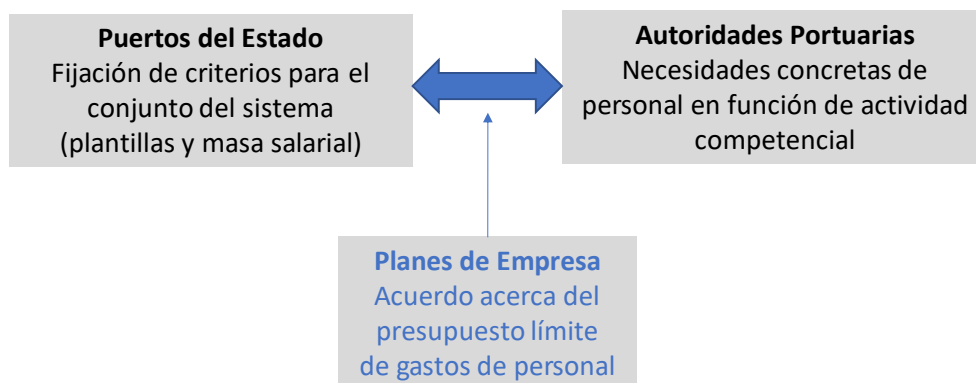 Puertos del Estado
Fijación de criterios para el
conjunto del sistema
(plantillas y masa salarial)
Autoridades Portuarias
Necesidades concretas de
personal en función de actividad
competencial
Planes de Empresa
Acuerdo acerca del
presupuesto límite
de gastos de personal